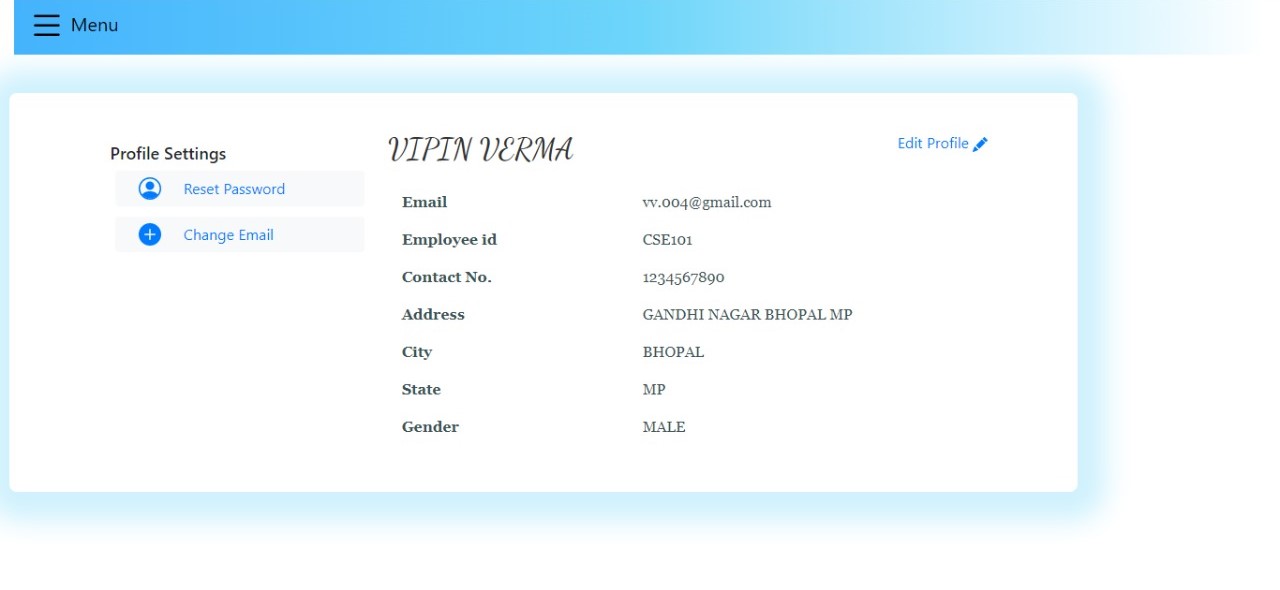 Menu
Profile Settings
Reset Password
Change Email
VIPIN VERMA
Edit Profile
Email vv.004@gmail.com
Employee id CSE101
Contact No. 1234567890
Address GANDHI NAGAR BHOPAL MP
City BHOPAL
State MP
Gender MALE